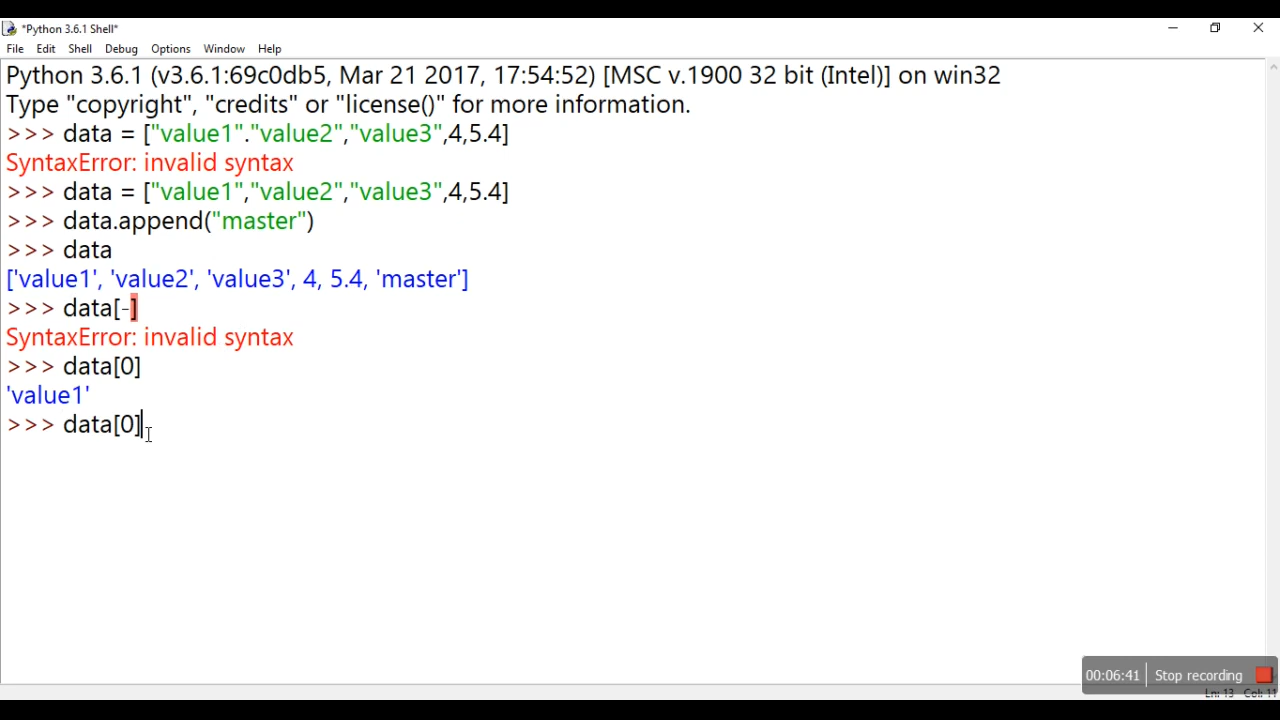 *Python 3.6.1 Shell*
File Edit Shell Debug Options Window Help
Python 3.6.1 (v3.6.1:69c0db5, Mar 21 2017, 17:54:52) [MSC v.1900 32 bit (Intel)] on win32
Type "copyright", "credits" or "license()" for more information.
>>> data = ["value1"."value2","value3",4,5.4]
SyntaxError: invalid syntax
>>> data = ["value1","value2","value3",4,5.4]
>>> data.append("master")
>>> data
['value1', 'value2', 'value3', 4, 5.4, 'master']
>>> data[-]
SyntaxError: invalid syntax
>>> data[0]
'value1'
>>> data[0]
00:06:41 Stop recording
Ln: 13 Col: 11